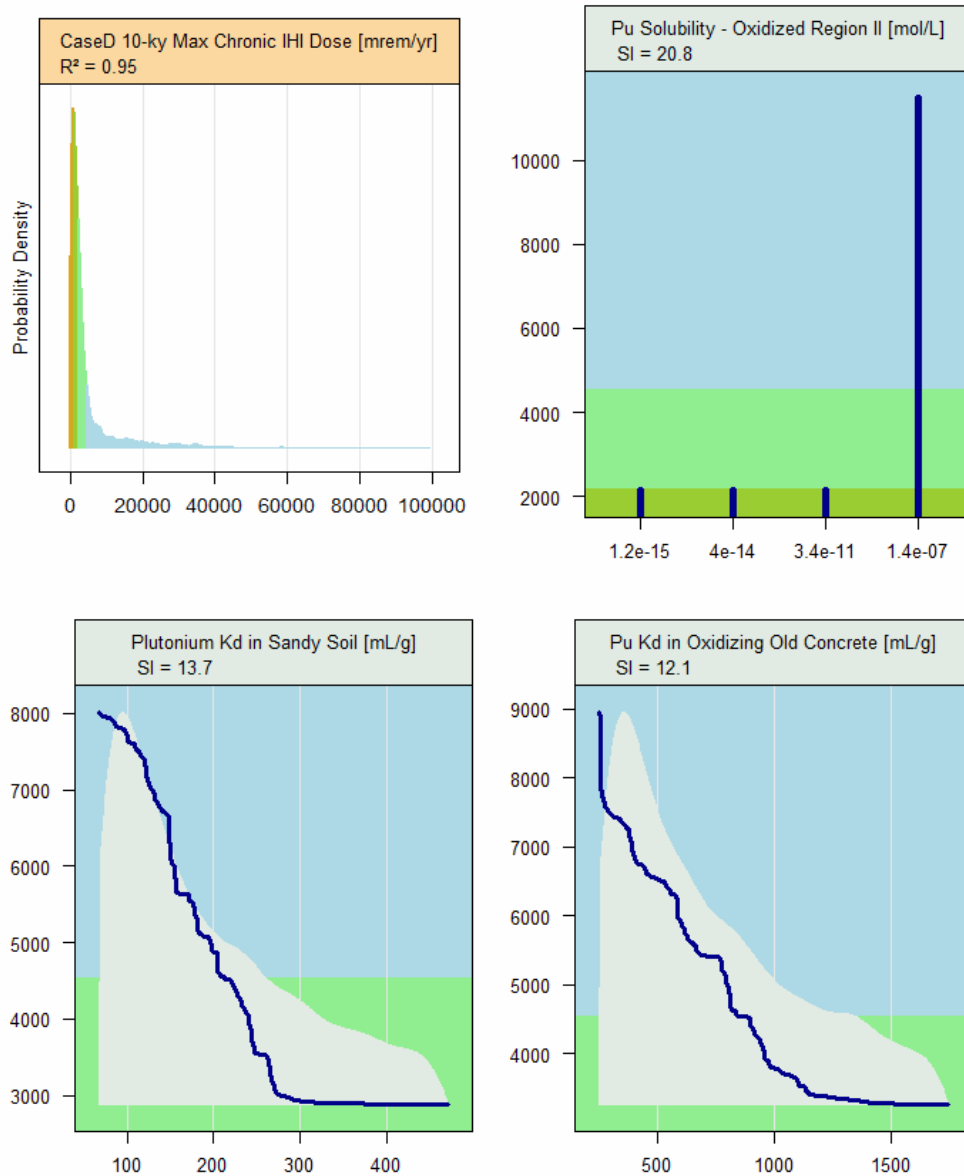 CaseD 10-ky Max Chronic IHI Dose [mrem/yr]
R² = 0.95
Probability Density
0 20000 40000 60000 80000 100000
Pu Solubility - Oxidized Region II [mol/L]
SI = 20.8
10000
8000
6000
4000
2000
1.2e-15 4e-14 3.4e-11 1.4e-07
Plutonium Kd in Sandy Soil [mL/g]
SI = 13.7
8000
7000
6000
5000
4000
3000
100 200 300 400
Pu Kd in Oxidizing Old Concrete [mL/g]
SI = 12.1
9000
8000
7000
6000
5000
4000
500 1000 1500